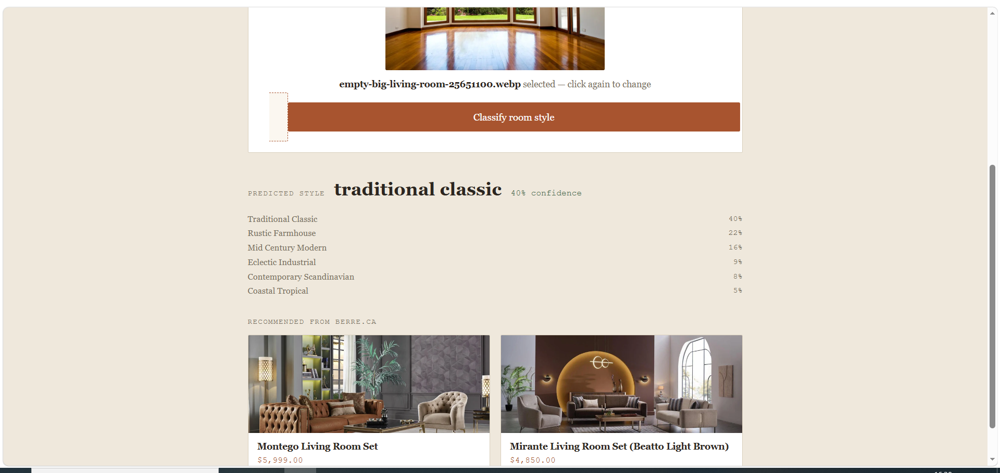 empty-big-living-room-25651100.webp selected — click again to change
Classify room style
PREDICTED STYLE traditional classic 40% confidence
Traditional Classic 40%
Rustic Farmhouse 22%
Mid Century Modern 16%
Eclectic Industrial 9%
Contemporary Scandinavian 8%
Coastal Tropical 5%
RECOMMENDED FROM BERRE.CA
Montego Living Room Set
$5,999.00
Mirante Living Room Set (Beatto Light Brown)
$4,850.00